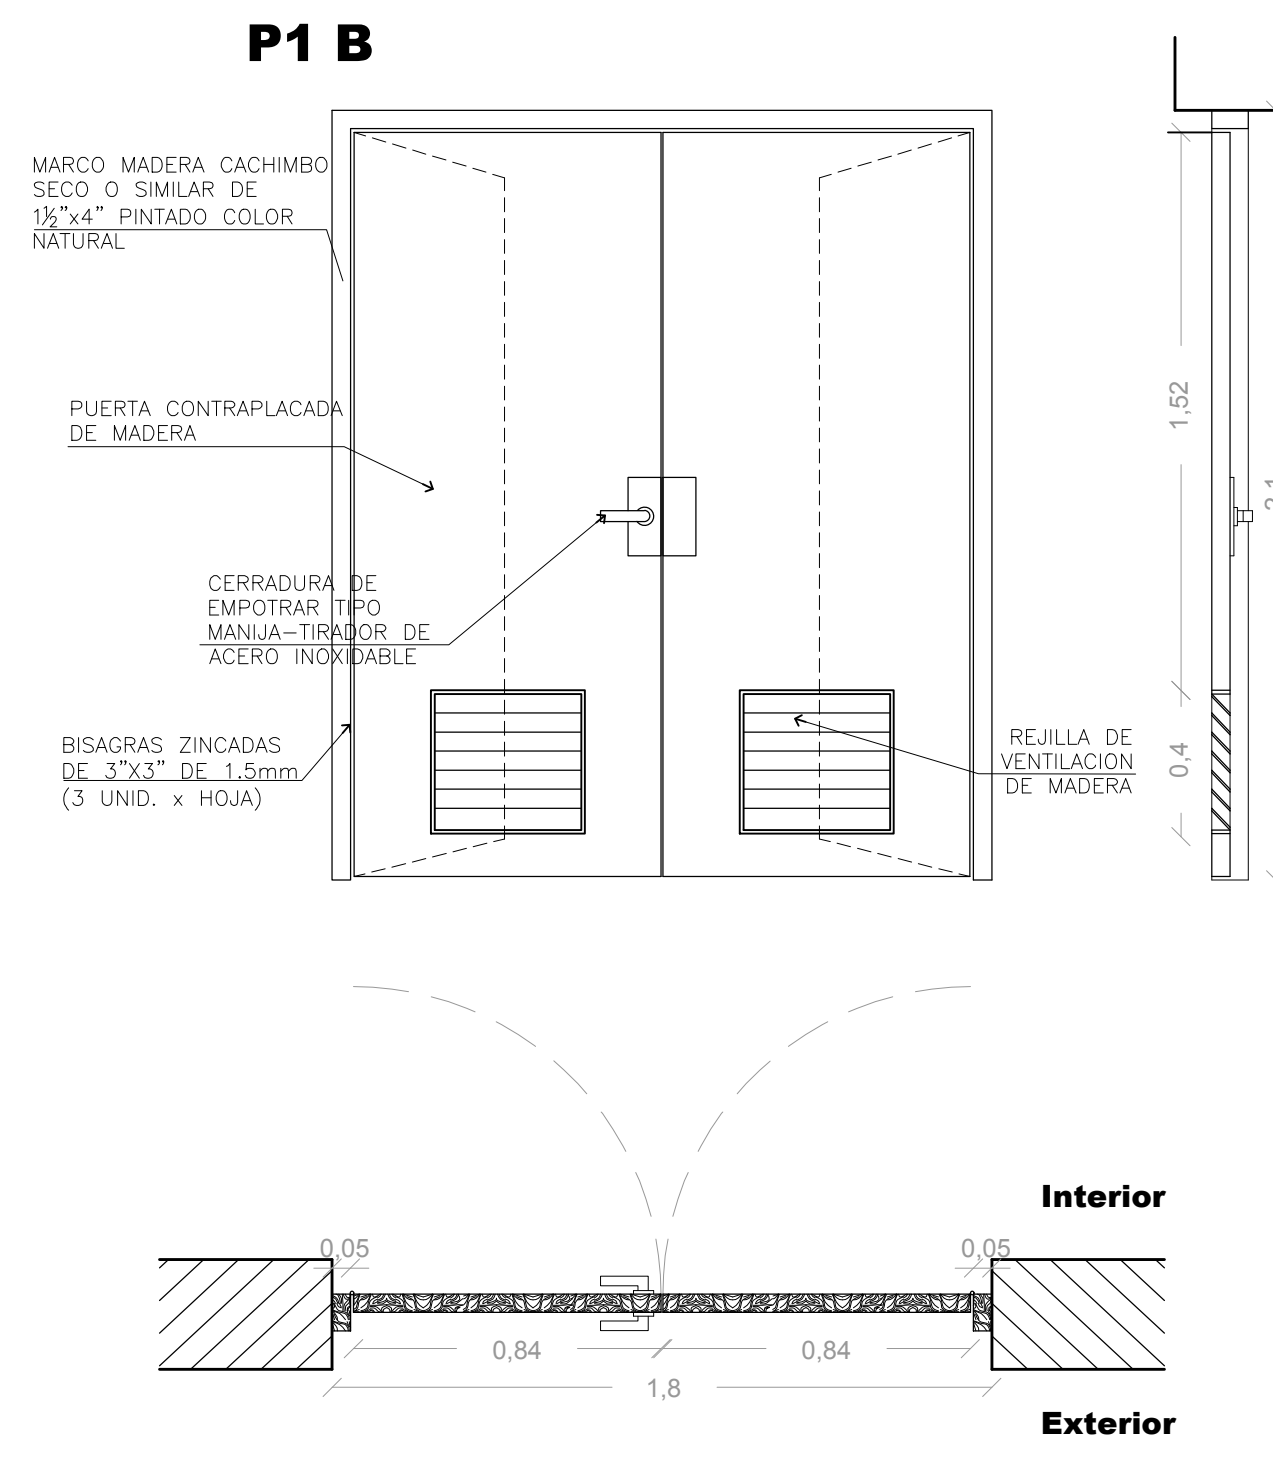 P1 B
MARCO MADERA CACHIMBO
SECO O SIMILAR DE
1½”x4” PINTADO COLOR
NATURAL
PUERTA CONTRAPLACADA
DE MADERA
CERRADURA DE
EMPOTRAR TIPO
MANIJA-TIRADOR DE
ACERO INOXIDABLE
BISAGRAS ZINCADAS
DE 3”X3” DE 1.5mm
(3 UNID. x HOJA)
REJILLA DE
VENTILACION
DE MADERA
1,52
0,4
Interior
0,05
0,05
0,84
0,84
1,8
Exterior